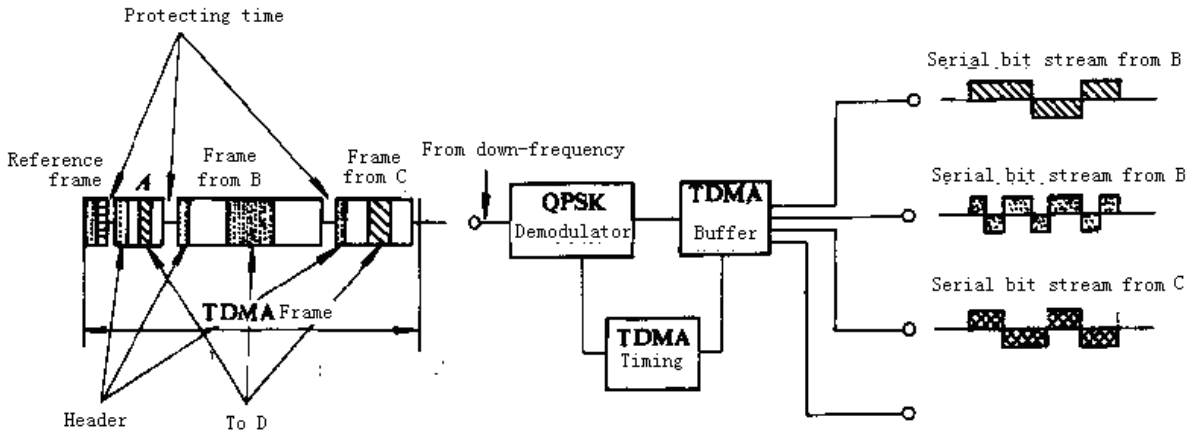 Protecting time
Reference
frame
A
Frame
from B
Frame
from C
TDMA Frame
Header
To D
From down-frequency
QPSK
Demodulator
TDMA
Buffer
TDMA
Timing
Serial bit stream from B
Serial bit stream from B
Serial bit stream from C